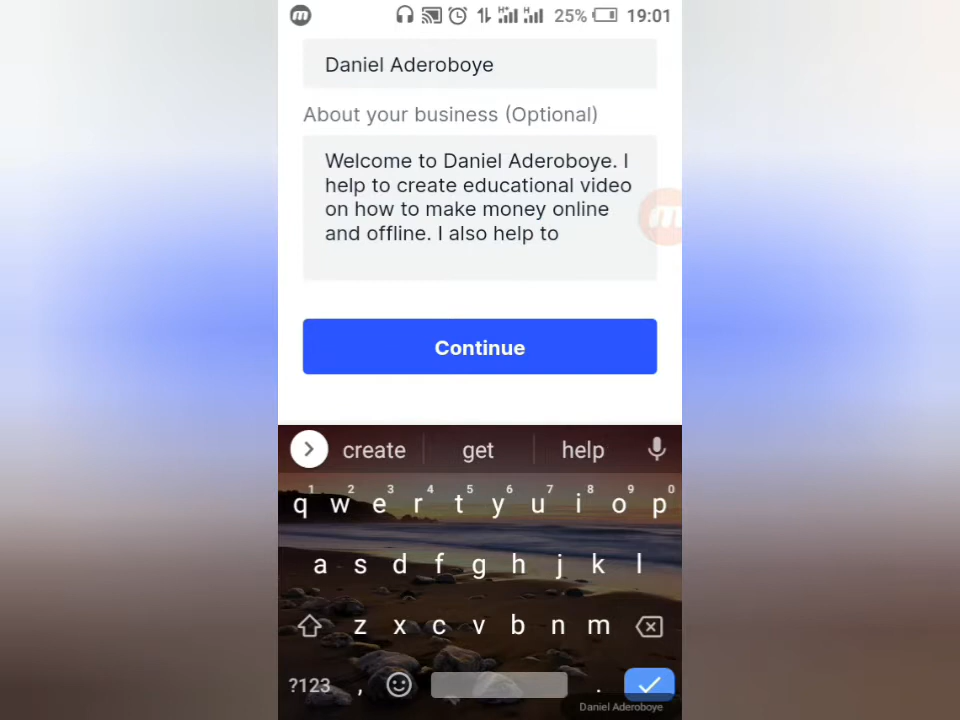 m 25% 19:01
Daniel Aderoboye
About your business (Optional)
Welcome to Daniel Aderoboye. I
help to create educational video
on how to make money online
and offline. I also help to
m
Continue
create get help
1 2 3 4 5 6 7 8 9 0
q w e r t y u i o p
a s d f g h j k l
z x c v b n m
?123 , .
Daniel Aderoboye